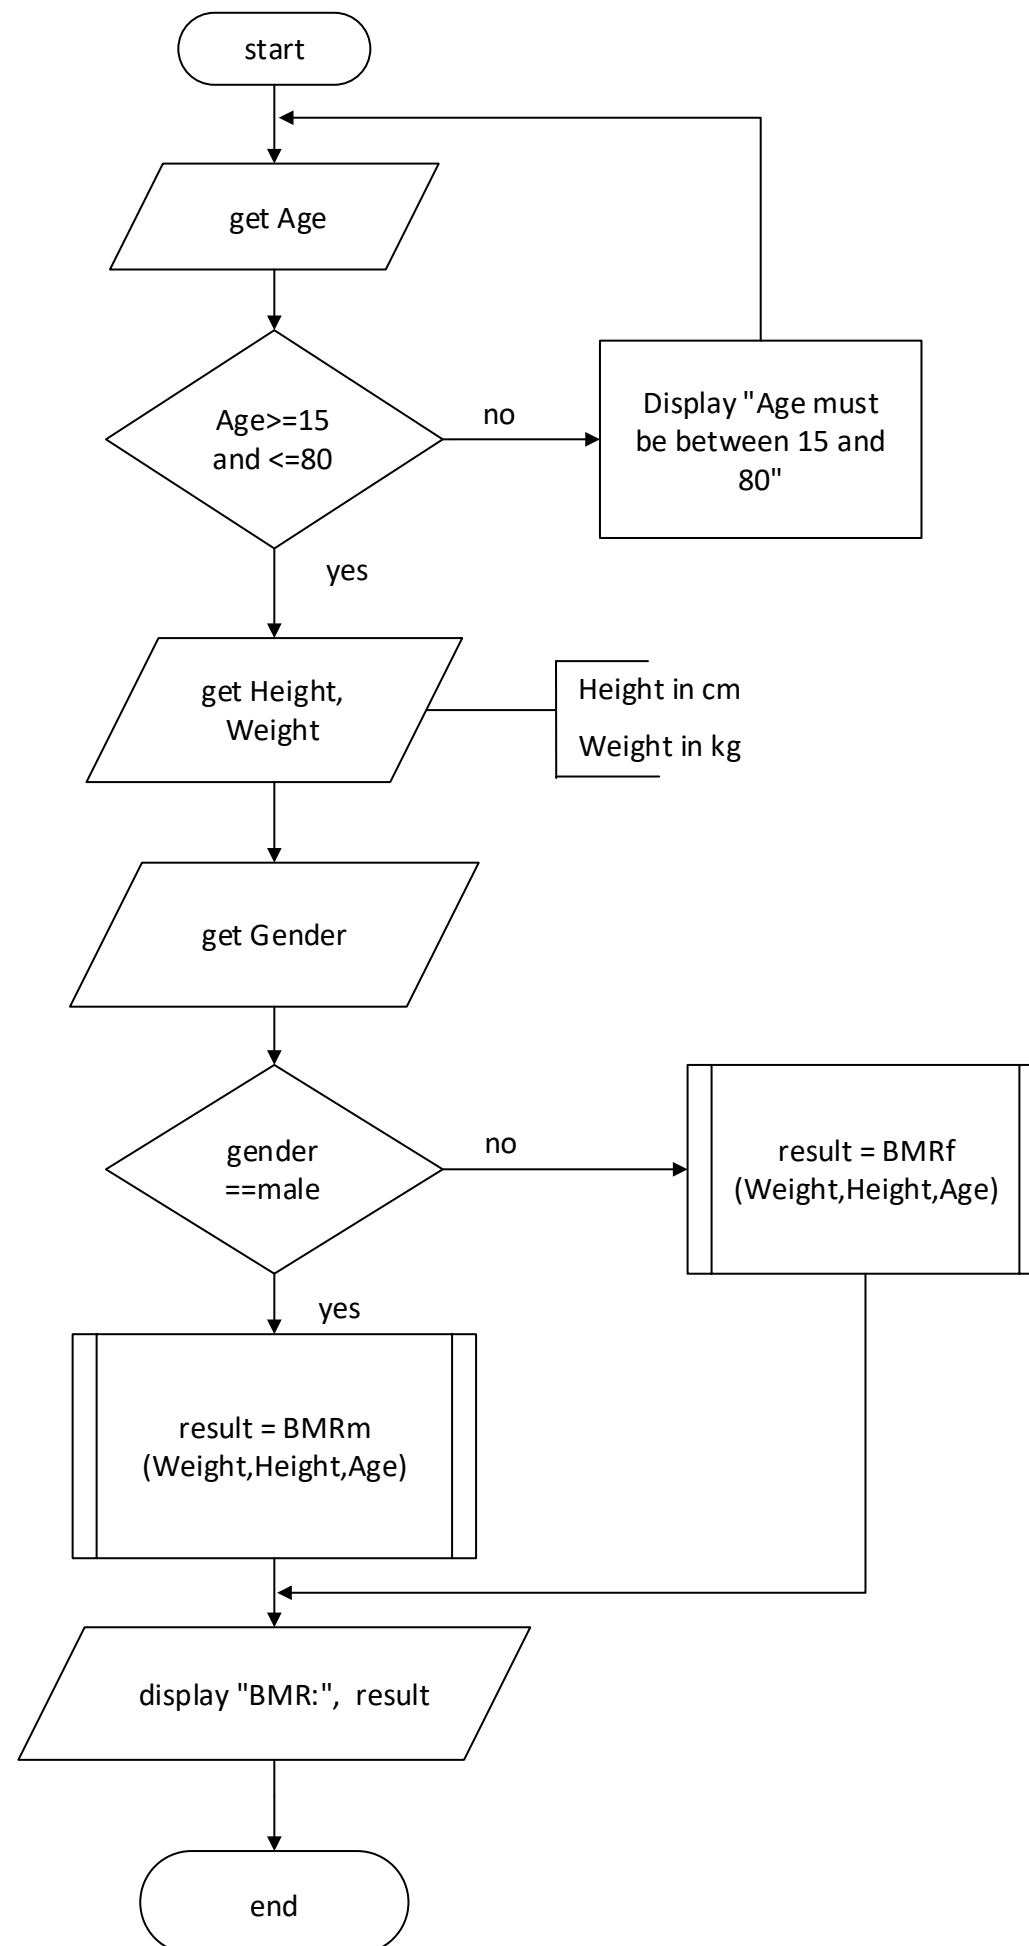 start
get Age
Age>=15
and <=80
no
Display "Age must
be between 15 and
80"
yes
get Height,
Weight
Height in cm
Weight in kg
get Gender
gender
==male
no
result = BMRf
(Weight,Height,Age)
yes
result = BMRm
(Weight,Height,Age)
display "BMR:",  result
end